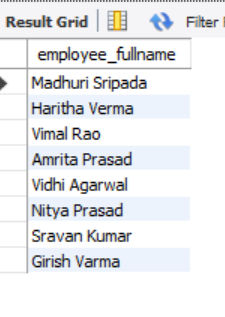 Result Grid Filter
employee_fullname
Madhuri Sripada
Haritha Verma
Vimal Rao
Amrita Prasad
Vidhi Agarwal
Nitya Prasad
Sravan Kumar
Girish Varma